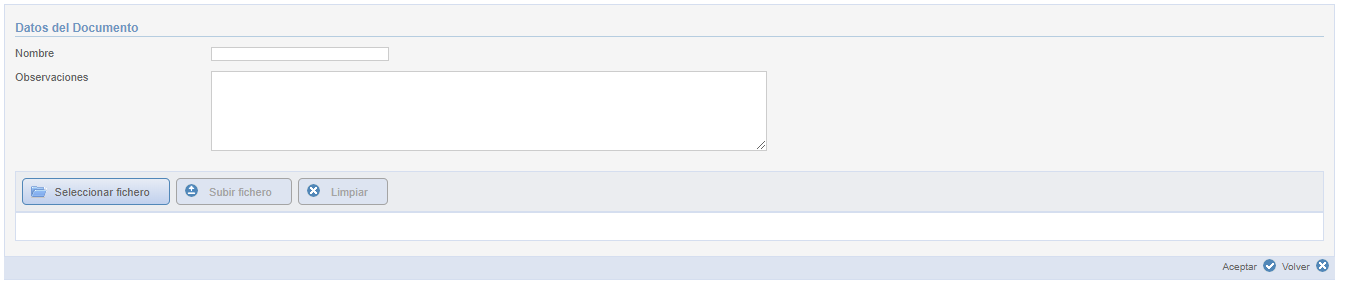 Datos del Documento
Nombre
Observaciones
Seleccionar fichero Subir fichero Limpiar
Aceptar Volver